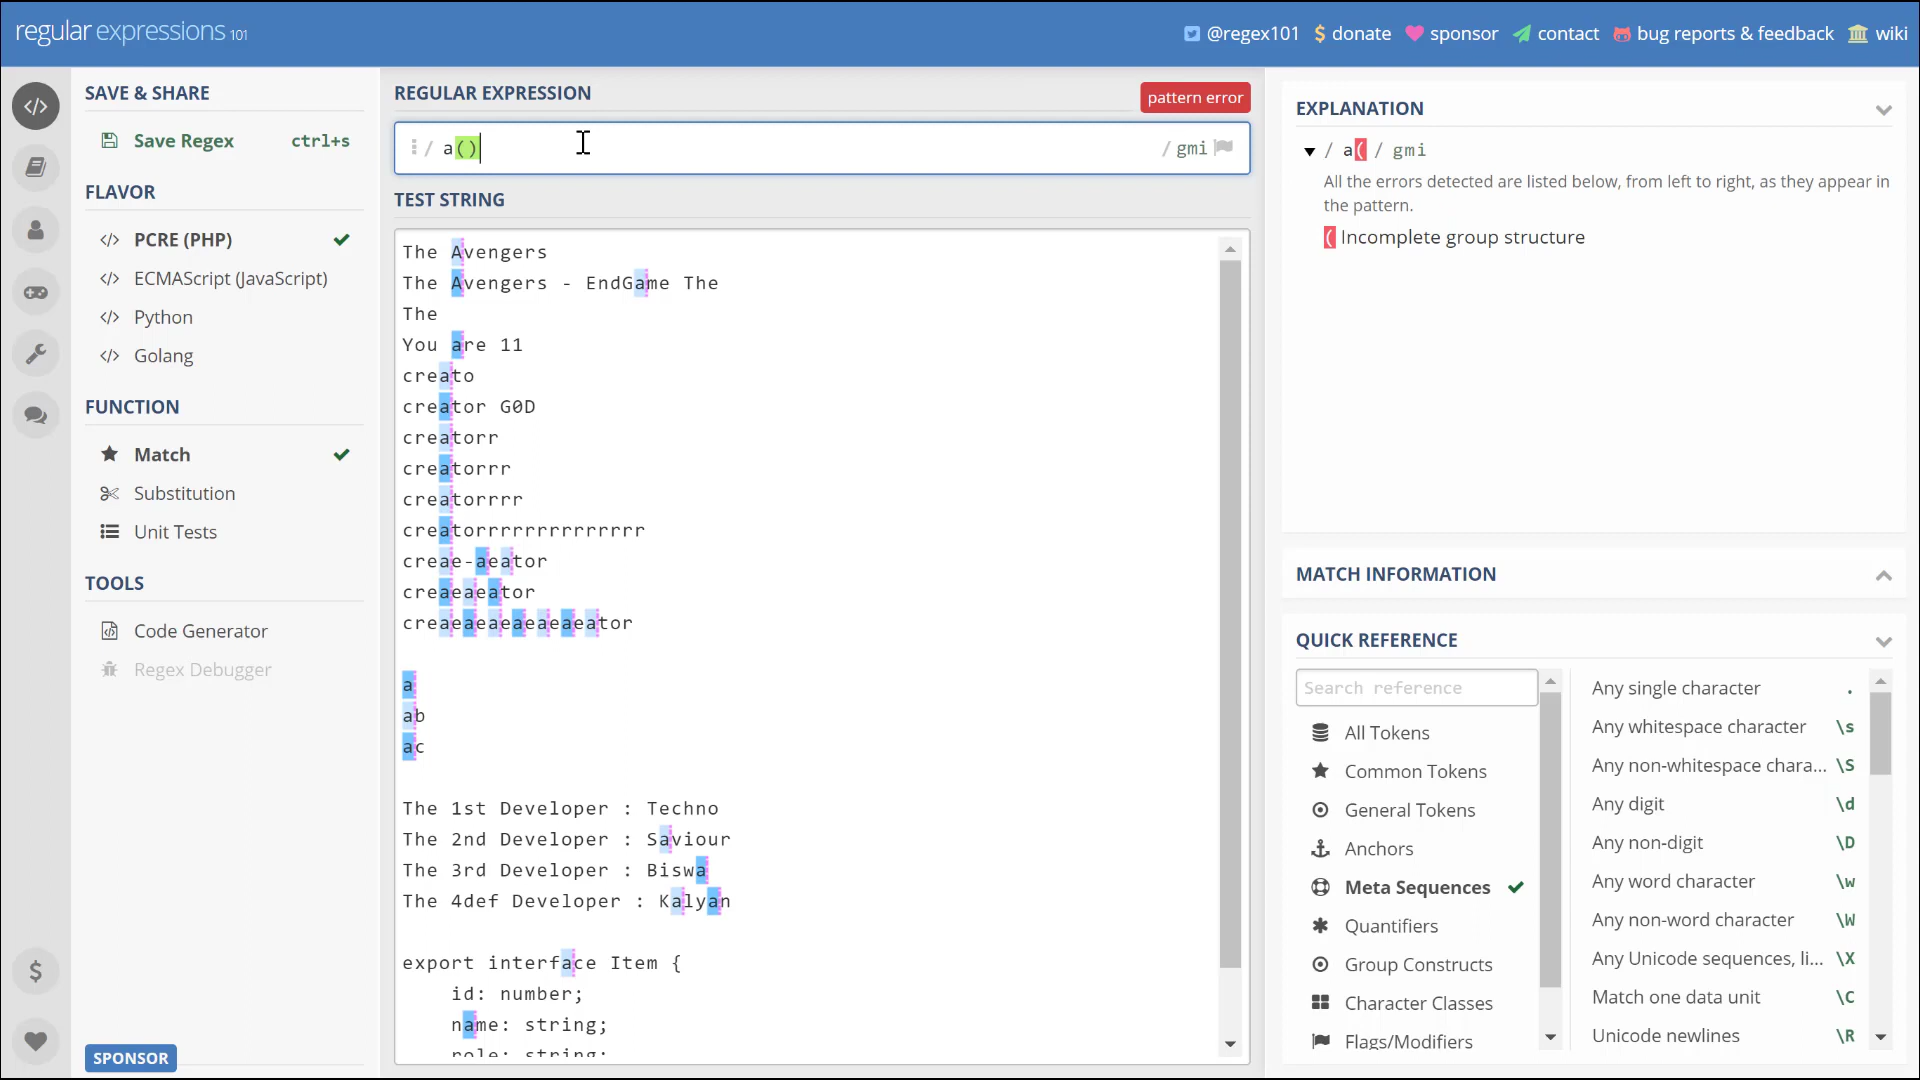 regular expressions 101
@regex101
$ donate
sponsor
contact
bug reports & feedback
wiki
SAVE & SHARE
Save Regex ctrl+s
FLAVOR
</> PCRE (PHP)
</> ECMAScript (JavaScript)
</> Python
</> Golang
FUNCTION
Match
Substitution
Unit Tests
TOOLS
Code Generator
Regex Debugger
SPONSOR
REGULAR EXPRESSION
pattern error
/ a() / gmi
TEST STRING
The Avengers
The Avengers - EndGame The
The
You are 11
creato
creator G0D
creatorr
creatorrr
creatorrrr
creatorrrrrrrrrrrrrr
creae-aeator
creaeaeator
creaeaeaeaeaeaeator
a
ab
ac
The 1st Developer : Techno
The 2nd Developer : Saviour
The 3rd Developer : Biswa
The 4def Developer : Kalyan
export interface Item {
id: number;
name: string;
role: string;
EXPLANATION
/ a( / gmi
All the errors detected are listed below, from left to right, as they appear in
the pattern.
( Incomplete group structure
MATCH INFORMATION
QUICK REFERENCE
Search reference
All Tokens
Common Tokens
General Tokens
Anchors
Meta Sequences
Quantifiers
Group Constructs
Character Classes
Flags/Modifiers
Any single character .
Any whitespace character \s
Any non-whitespace chara... \S
Any digit \d
Any non-digit \D
Any word character \w
Any non-word character \W
Any Unicode sequences, li... \X
Match one data unit \C
Unicode newlines \R